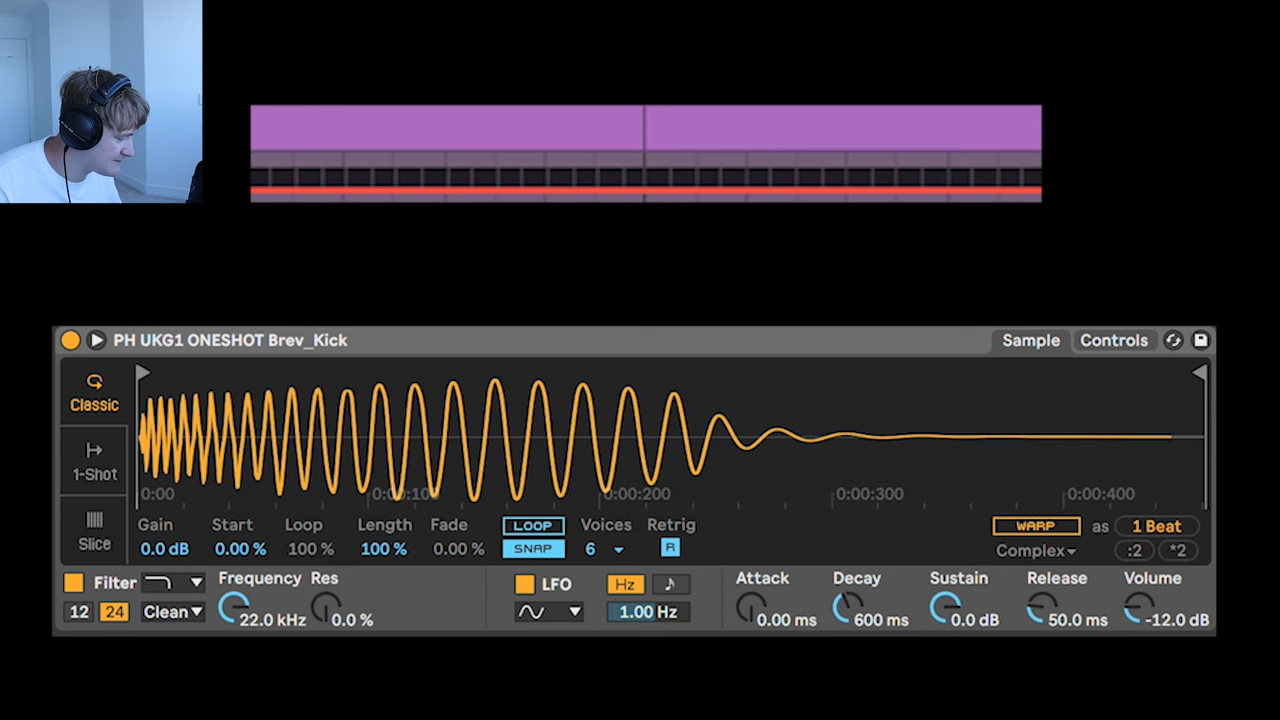 PH UKG1 ONESHOT Brev_Kick Sample Controls
Classic
1-Shot
Slice
0:00 0:00:100 0:00:200 0:00:300 0:00:400
Gain Start Loop Length Fade LOOP Voices Retrig WARP as 1 Beat
0.0 dB 0.00 % 100 % 100 % 0.00 % SNAP 6 R Complex :2 *2
Filter Frequency Res LFO Hz Attack Decay Sustain Release Volume
12 24 Clean 22.0 kHz 0.0 % 1.00 Hz 0.00 ms 600 ms 0.0 dB 50.0 ms -12.0 dB